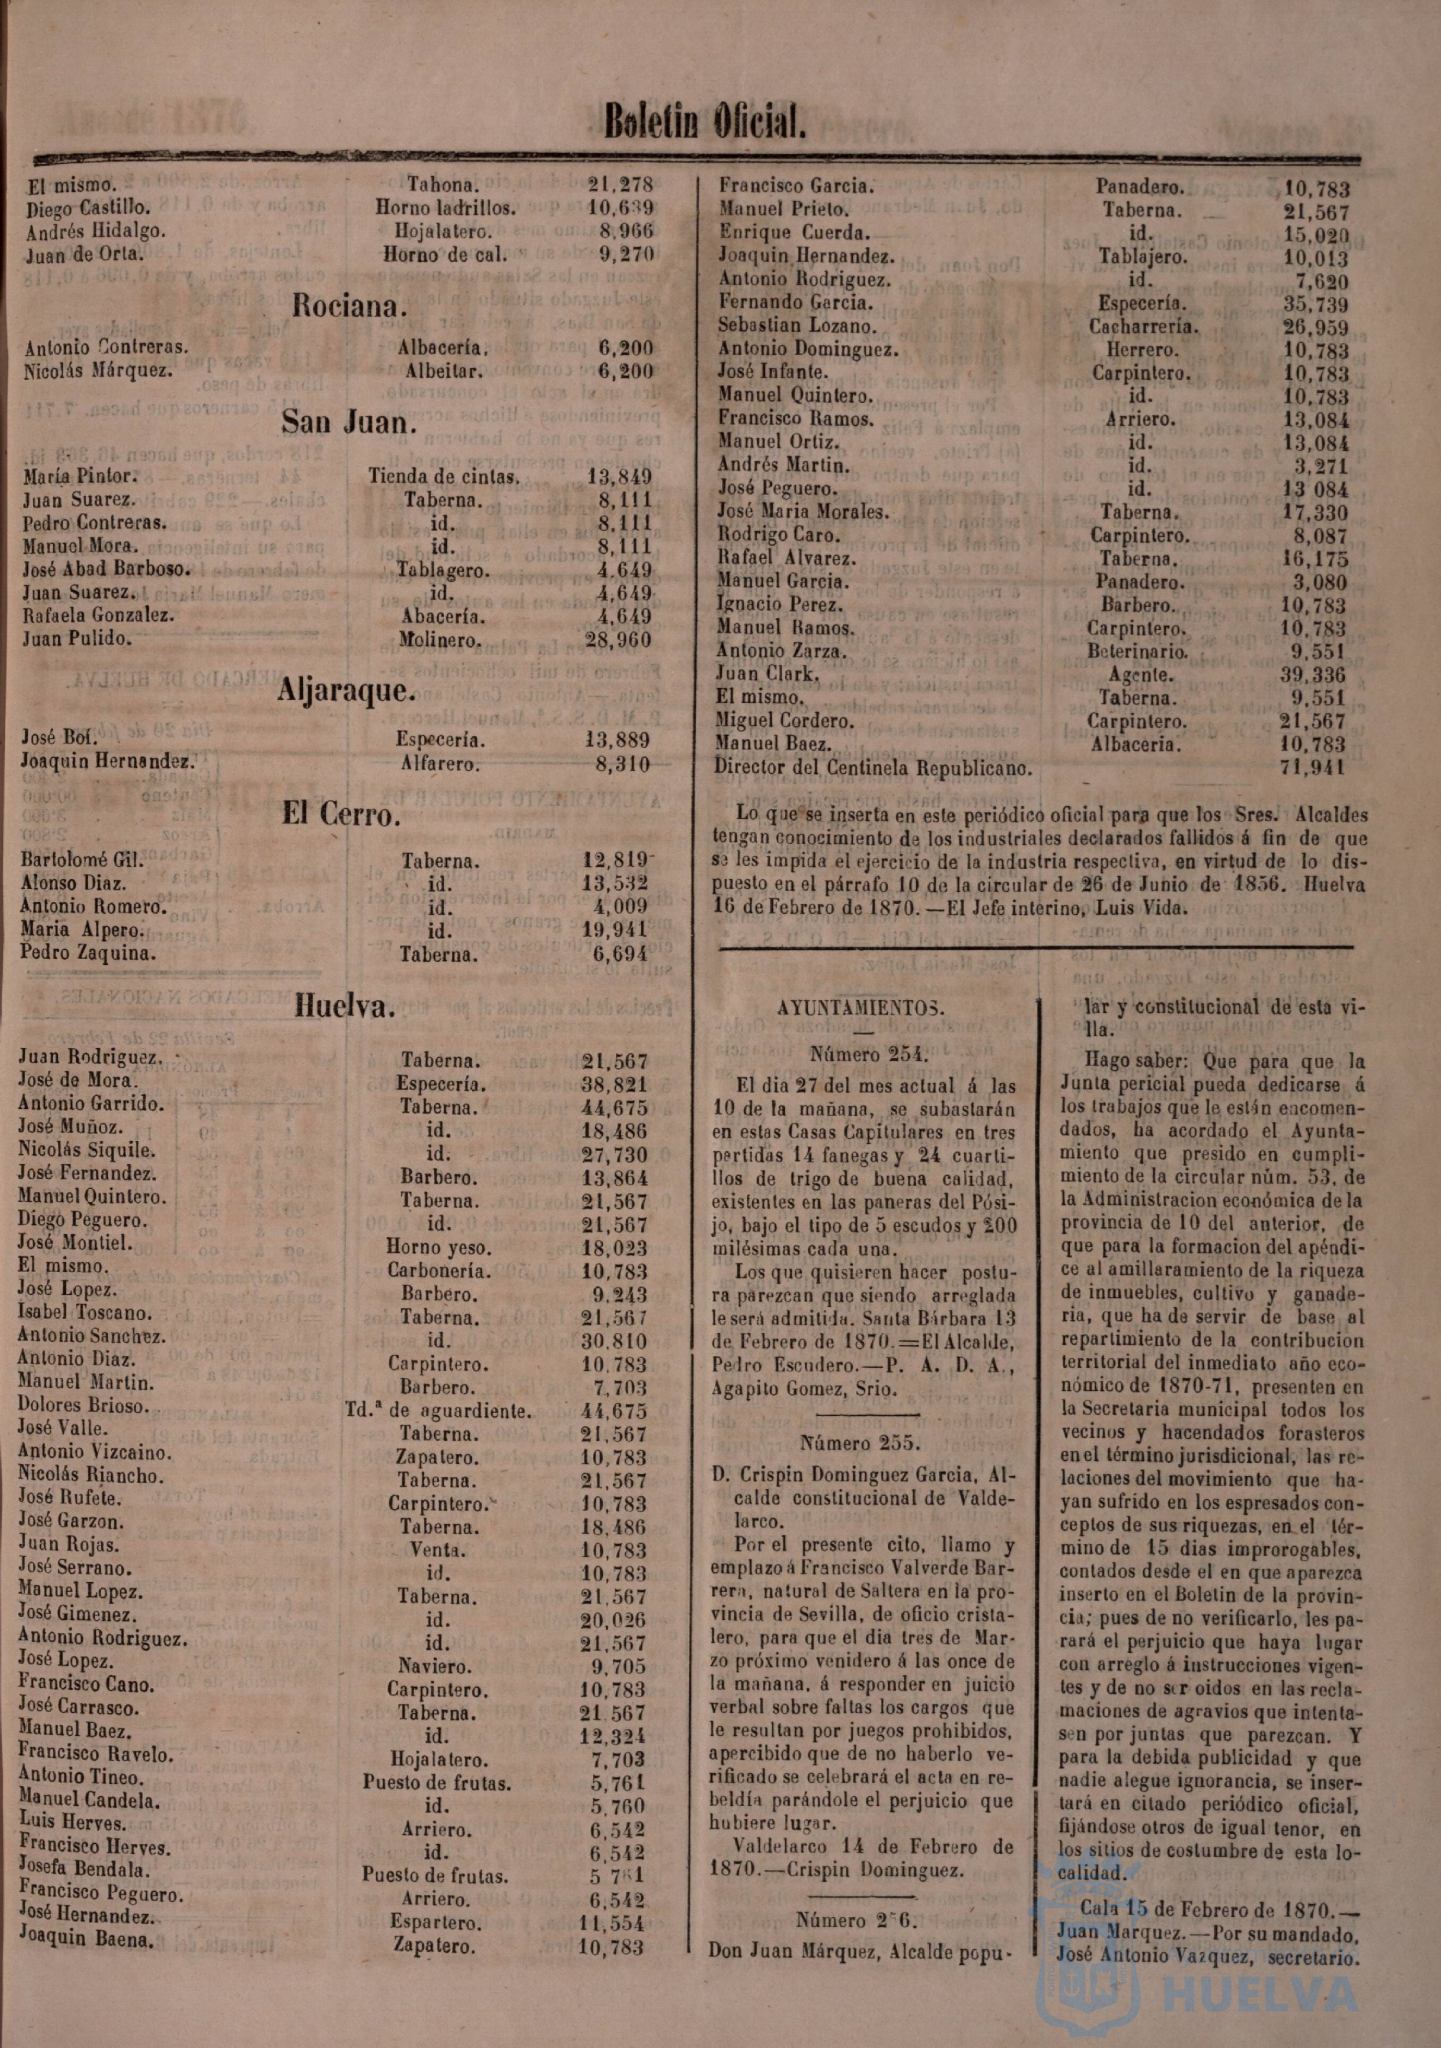 Boletin Oficial.
El mismo. Tahona. 21,278
Diego Castillo. Horno ladrillos. 10,639
Andrés Hidalgo. Hojalatero. 8,966
Juan de Orta. Horno de cal. 9,270
Rociana.
Antonio Contreras. Albacería. 6,200
Nicolás Márquez. Albeitar. 6,200
San Juan.
María Pintor. Tienda de cintas. 13,849
Juan Suarez. Taberna. 8,111
Pedro Contreras. id. 8,111
Manuel Mora. id. 8,111
José Abad Barboso. Tablagero. 4,649
Juan Suarez. id. 4,649
Rafaela Gonzalez. Abacería. 4,649
Juan Pulido. Molinero. 28,960
Aljaraque.
José Boí. Especería. 13,889
Joaquin Hernandez. Alfarero. 8,310
El Cerro.
Bartolomé Gil. Taberna. 12,819
Alonso Diaz. id. 13,532
Antonio Romero. id. 4,009
Maria Alpero. id. 19,941
Pedro Zaquina. Taberna. 6,694
Huelva.
Juan Rodriguez. Taberna. 21,567
José de Mora. Especería. 38,821
Antonio Garrido. Taberna. 44,675
José Muñoz. id. 18,486
Nicolás Siquile. id. 27,730
José Fernandez. Barbero. 13,864
Manuel Quintero. Taberna. 21,567
Diego Peguero. id. 21,567
José Montiel. Horno yeso. 18,023
El mismo. Carbonería. 10,783
José Lopez. Barbero. 9,243
Isabel Toscano. Taberna. 21,567
Antonio Sanchez. id. 30,810
Antonio Diaz. Carpintero. 10,783
Manuel Martin. Barbero. 7,703
Dolores Brioso. Td.ª de aguardiente. 44,675
José Valle. Taberna. 21,567
Antonio Vizcaino. Zapatero. 10,783
Nicolás Riancho. Taberna. 21,567
José Rufete. Carpintero. 10,783
José Garzon. Taberna. 18,486
Juan Rojas. Venta. 10,783
José Serrano. id. 10,783
Manuel Lopez. Taberna. 21,567
José Gimenez. id. 20,026
Antonio Rodriguez. id. 21,567
José Lopez. Naviero. 9,705
Francisco Cano. Carpintero. 10,783
José Carrasco. Taberna. 21,567
Manuel Baez. id. 12,324
Francisco Ravelo. Hojalatero. 7,703
Antonio Tineo. Puesto de frutas. 5,761
Manuel Candela. id. 5,760
Luis Herves. Arriero. 6,542
Francisco Herves. id. 6,542
Josefa Bendala. Puesto de frutas.
Francisco Peguero. Arriero. 6,542
José Hernandez. Espartero. 11,554
Joaquin Baena. Zapatero. 10,783
Francisco Garcia. Panadero. 10,783
Manuel Prieto. Taberna. 21,567
Enrique Cuerda. id. 15,020
Joaquin Hernandez. Tablajero. 10,013
Antonio Rodriguez. id. 7,620
Fernando Garcia. Especería. 35,739
Sebastian Lozano. Cacharrería. 26,959
Antonio Dominguez. Herrero. 10,783
José Infante. Carpintero. 10,783
Manuel Quintero. id. 10,783
Francisco Ramos. Arriero. 13,084
Manuel Ortiz. id. 13,084
Andrés Martin. id. 3,271
José Peguero. id. 13 084
José Maria Morales. Taberna. 17,330
Rodrigo Caro. Carpintero. 8,087
Rafael Alvarez. Taberna. 16,175
Manuel Garcia. Panadero. 3,080
Ignacio Perez. Barbero. 10,783
Manuel Ramos. Carpintero. 10,783
Antonio Zarza. Beterinario. 9,551
Juan Clark. Agente. 39,336
El mismo. Taberna. 9,551
Miguel Cordero. Carpintero. 21,567
Manuel Baez. Albaceria. 10,783
Director del Centinela Republicano. 71,941
Lo que se inserta en este periódico oficial para que los Sres. Alcaldes
tengan conocimiento de los industriales declarados fallidos á fin de que
se les impida el ejercicio de la industria respectiva, en virtud de lo dis-
puesto en el párrafo 10 de la circular de 26 de Junio de 1856. Huelva
16 de Febrero de 1870.—El Jefe interino, Luis Vida.
AYUNTAMIENTOS.
Número 254.
El dia 27 del mes actual á las
10 de la mañana, se subastarán
en estas Casas Capitulares en tres
partidas 14 fanegas y 24 cuarti-
llos de trigo de buena calidad,
existentes en las paneras del Pósi-
jo, bajo el tipo de 5 escudos y 200
milésimas cada una.
Los que quisieren hacer postu-
ra parezcan que siendo arreglada
le será admitida. Santa Bárbara 13
de Febrero de 1870.=El Alcalde,
Pedro Escudero.—P. A. D. A.,
Agapito Gomez, Srio.
Número 255.
D. Crispin Dominguez Garcia, Al-
calde constitucional de Valde-
larco.
Por el presente cito, llamo y
emplazo á Francisco Valverde Bar-
rera, natural de Saltera en la pro-
vincia de Sevilla, de oficio crista-
lero, para que el dia tres de Mar-
zo próximo venidero á las once de
la mañana, á responder en juicio
verbal sobre faltas los cargos que
le resultan por juegos prohibidos,
apercibido que de no haberlo ve-
rificado se celebrará el acta en re-
beldía parándole el perjuicio que
hubiere lugar.
Valdelarco 14 de Febrero de
1870.—Crispin Dominguez.
Número 2 6.
Don Juan Márquez, Alcalde popu-
lar y constitucional de esta vi-
lla.
Hago saber: Que para que la
Junta pericial pueda dedicarse á
los trabajos que le están encomen-
dados, ha acordado el Ayunta-
miento que presido en cumpli-
miento de la circular núm. 53, de
la Administracion económica de la
provincia de 10 del anterior, de
que para la formacion del apéndi-
ce al amillaramiento de la riqueza
de inmuebles, cultivo y ganade-
ria, que ha de servir de base al
repartimiento de la contribucion
territorial del inmediato año eco-
nómico de 1870-71, presenten en
la Secretaria municipal todos los
vecinos y hacendados forasteros
en el término jurisdicional, las re-
laciones del movimiento que ha-
yan sufrido en los espresados con-
ceptos de sus riquezas, en el tér-
mino de 15 dias improrogables,
contados desde el en que aparezca
inserto en el Boletin de la provin-
cia; pues de no verificarlo, les pa-
rará el perjuicio que haya lugar
con arreglo á instrucciones vigen-
tes y de no ser oidos en las recla-
maciones de agravios que intenta-
sen por juntas que parezcan. Y
para la debida publicidad y que
nadie alegue ignorancia, se inser-
tará en citado periódico oficial,
fijándose otros de igual tenor, en
los sitios de costumbre de esta lo-
calidad.
Cala 15 de Febrero de 1870.—
Juan Marquez.—Por su mandado,
José Antonio Vazquez, secretario.
HUELVA